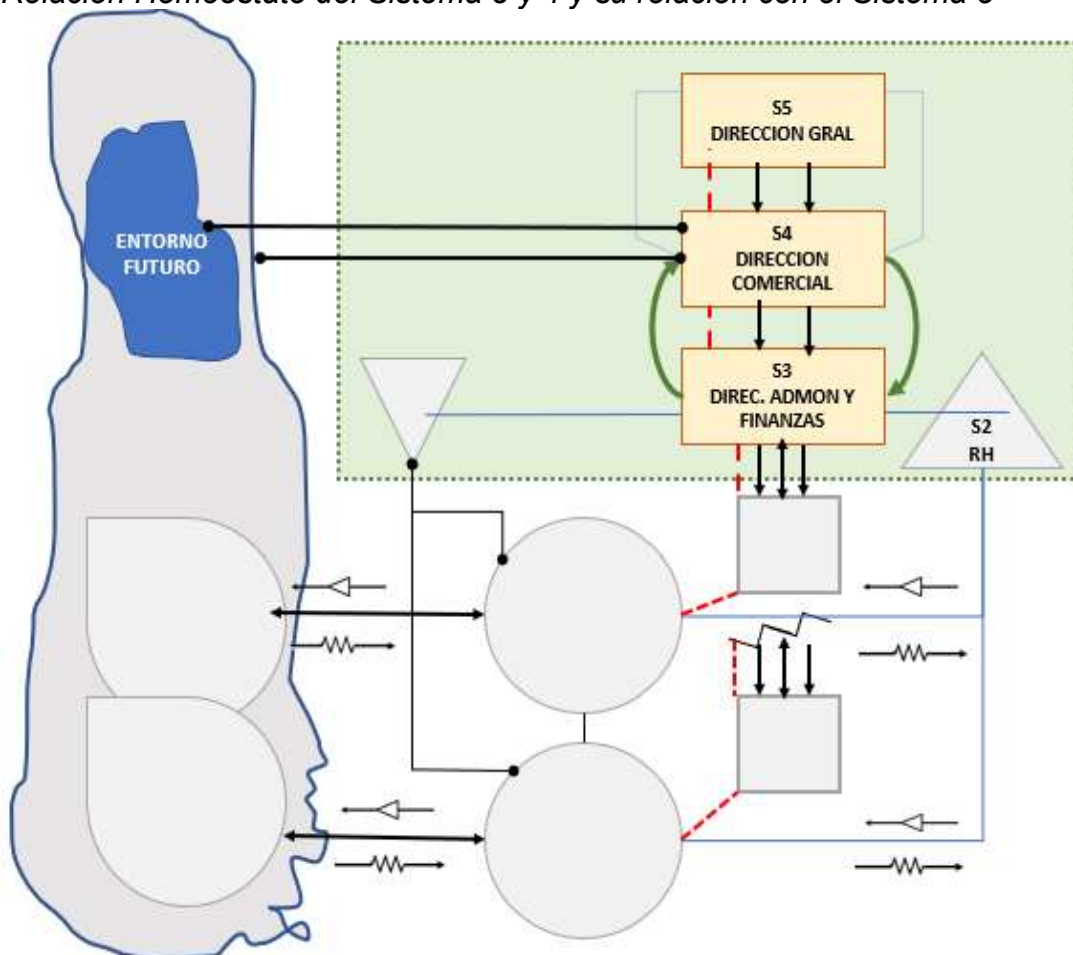 Relación Homeóstato del Sistema 3 y 4 y su relación con el Sistema 5
S5
DIRECCION GRAL
ENTORNO
FUTURO
S4
DIRECCION
COMERCIAL
S3
DIREC. ADMON Y
FINANZAS
S2
RH